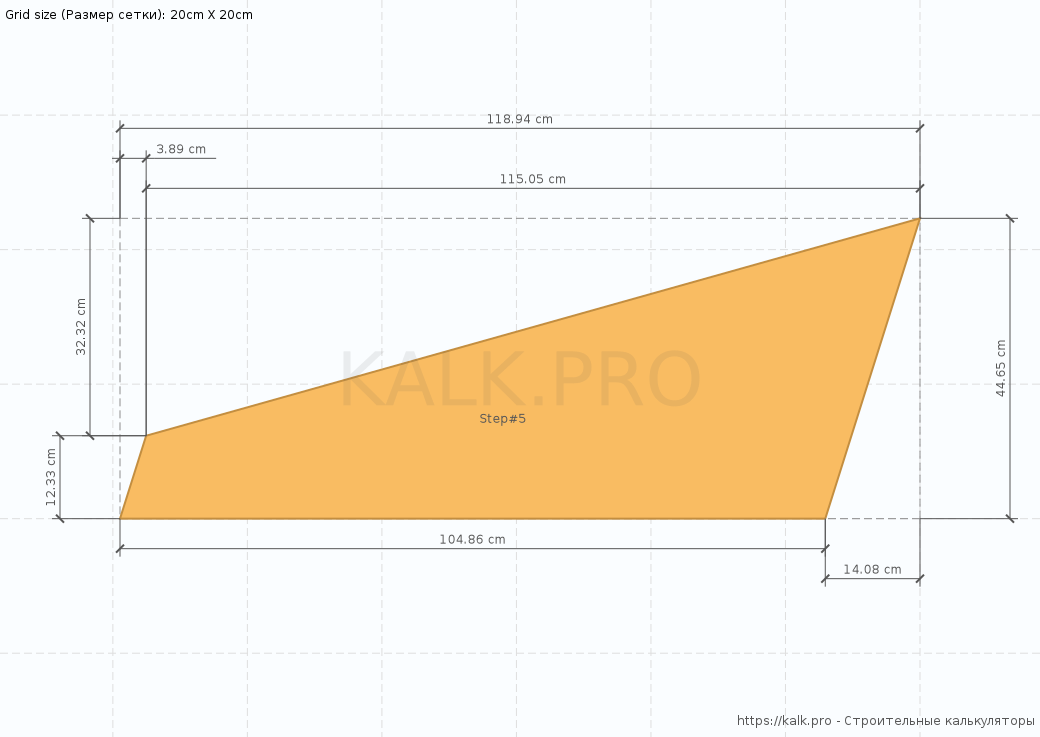 Grid size (Размер сетки): 20cm X 20cm
118.94 cm
3.89 cm
115.05 cm
32.32 cm
44.65 cm
KALK.PRO
Step#5
12.33 cm
104.86 cm
14.08 cm
https://kalk.pro - Строительные калькуляторы